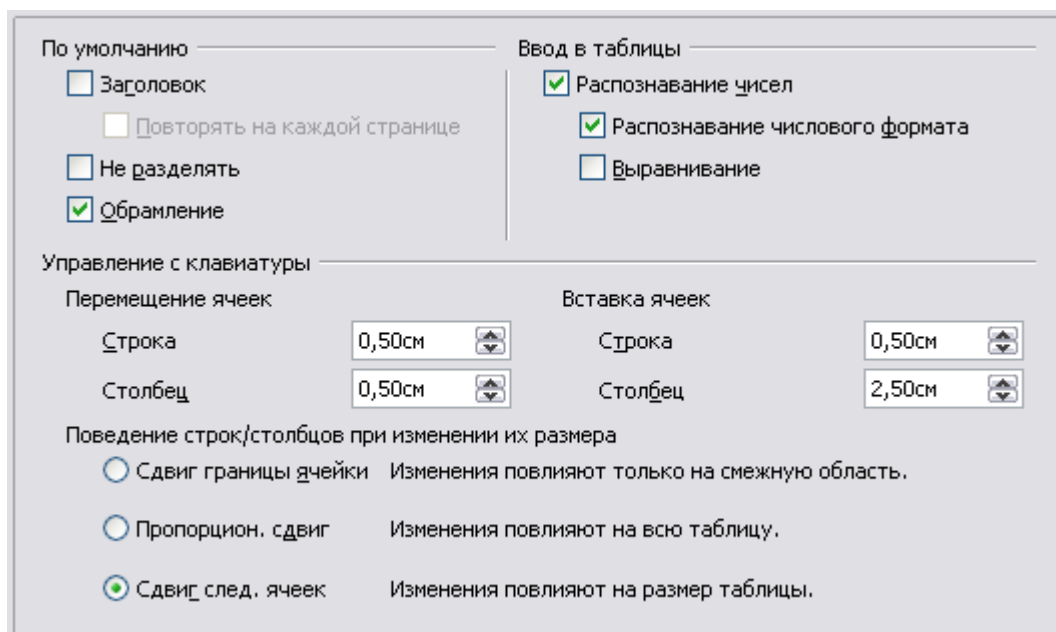 По умолчанию
Заголовок
Повторять на каждой странице
Не разделять
Обрамление
Ввод в таблицы
Распознавание чисел
Распознавание числового формата
Выравнивание
Управление с клавиатуры
Перемещение ячеек
Строка 0,50см
Столбец 0,50см
Вставка ячеек
Строка 0,50см
Столбец 2,50см
Поведение строк/столбцов при изменении их размера
Сдвиг границы ячейки Изменения повлияют только на смежную область.
Пропорцион. сдвиг Изменения повлияют на всю таблицу.
Сдвиг след. ячеек Изменения повлияют на размер таблицы.